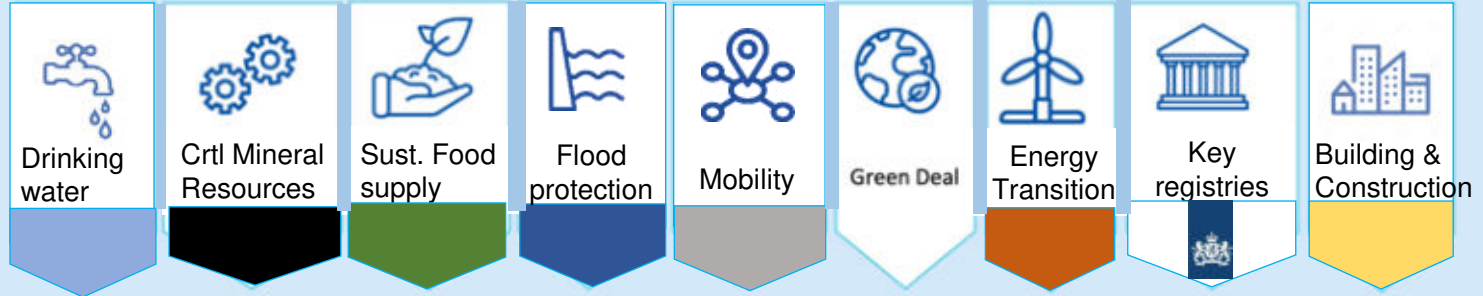 Drinking
water
Crtl Mineral
Resources
Sust. Food
supply
Flood
protection
Mobility
Green Deal
Energy
Transition
Key
registries
Building &
Construction